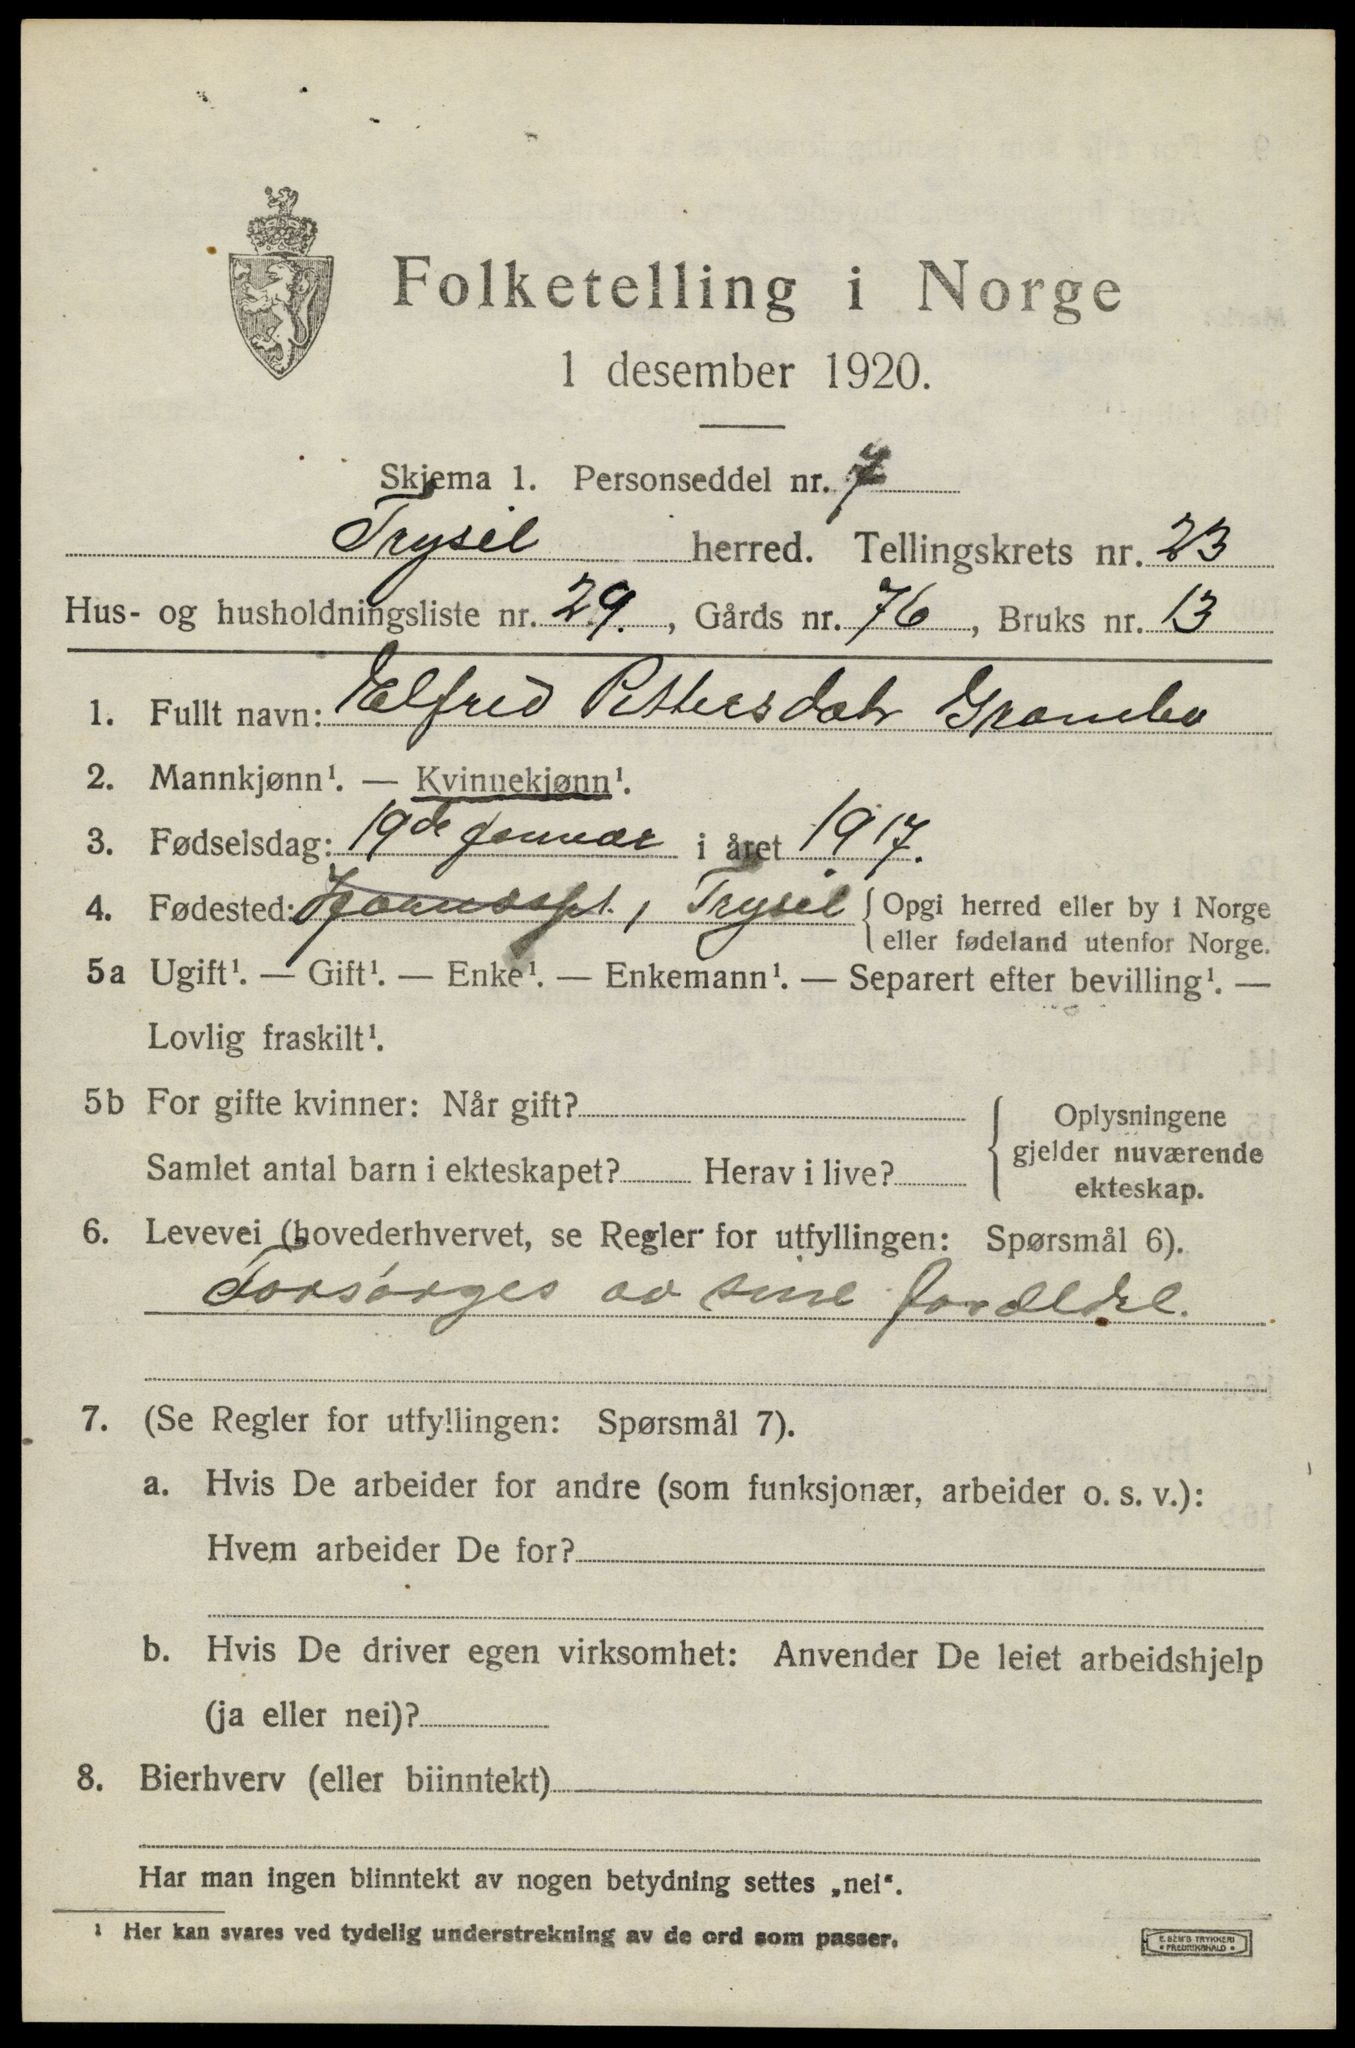 Folketelling i Norge
1 desember 1920.
Skjema 1. Personseddel nr. 7
Trysil herred. Tellingskrets nr. 23
Hus- og husholdningsliste nr. 29. , Gårds nr. 76 , Bruks nr. 13
1. Fullt navn: Elfred Pettersdatr
2. Mannkjønn¹. — Kvinnekjønn¹.
3. Fødselsdag: 19de januar i året 1917.
4. Fødested: , Trysil { Opgi herred eller by i Norge
eller fødeland utenfor Norge.
5a Ugift¹. — Gift¹. — Enke¹. — Enkemann¹. — Separert efter bevilling¹. —
Lovlig fraskilt¹.
5b For gifte kvinner: Når gift? { Oplysningene
gjelder nuværende
Samlet antal barn i ekteskapet? Herav i live? ekteskap.
6. Levevei (hovederhvervet, se Regler for utfyllingen: Spørsmål 6).
Forsørges av sine foreldre.
7. (Se Regler for utfyllingen: Spørsmål 7).
a. Hvis De arbeider for andre (som funksjonær, arbeider o. s. v.):
Hvem arbeider De for?
b. Hvis De driver egen virksomhet: Anvender De leiet arbeidshjelp
(ja eller nei)?
8. Bierhverv (eller biinntekt)
Har man ingen biinntekt av nogen betydning settes „nei".
¹ Her kan svares ved tydelig understrekning av de ord som passer.
E. SEM'S TRYKKERI
• FREDRIKSHALD •